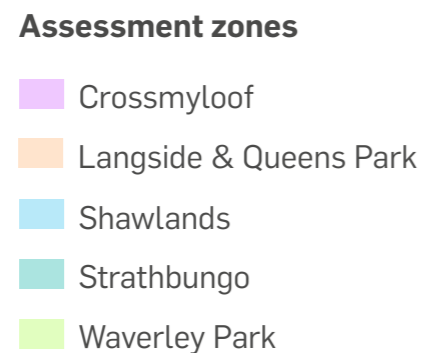 Assessment zones
Crossmyloof
Langside & Queens Park
Shawlands
Strathbungo
Waverley Park